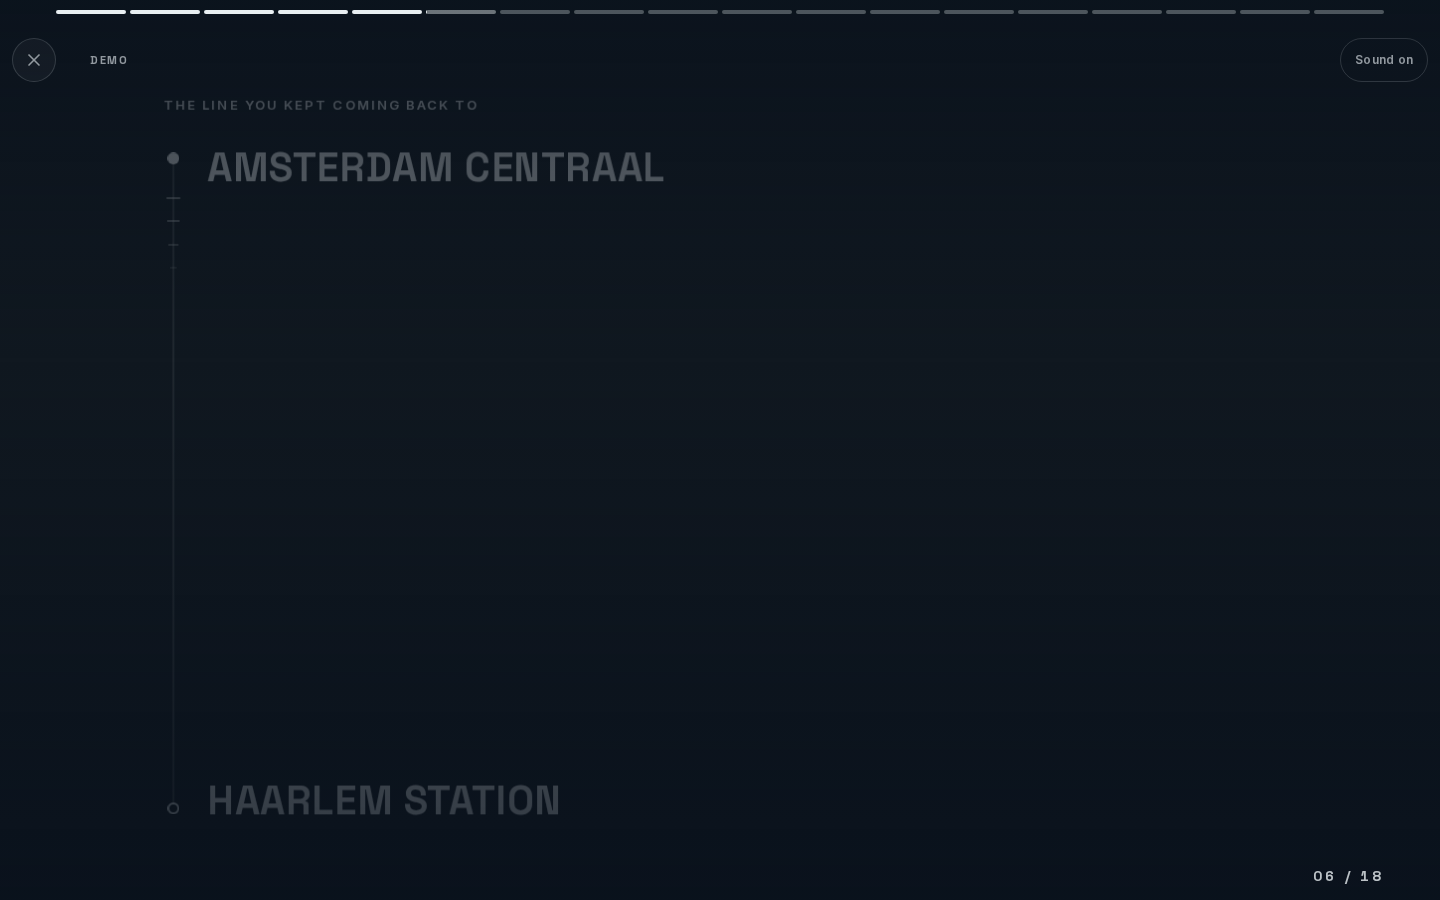 DEMO
Sound on
THE LINE YOU KEPT COMING BACK TO
AMSTERDAM CENTRAAL
HAARLEM STATION
06 / 18